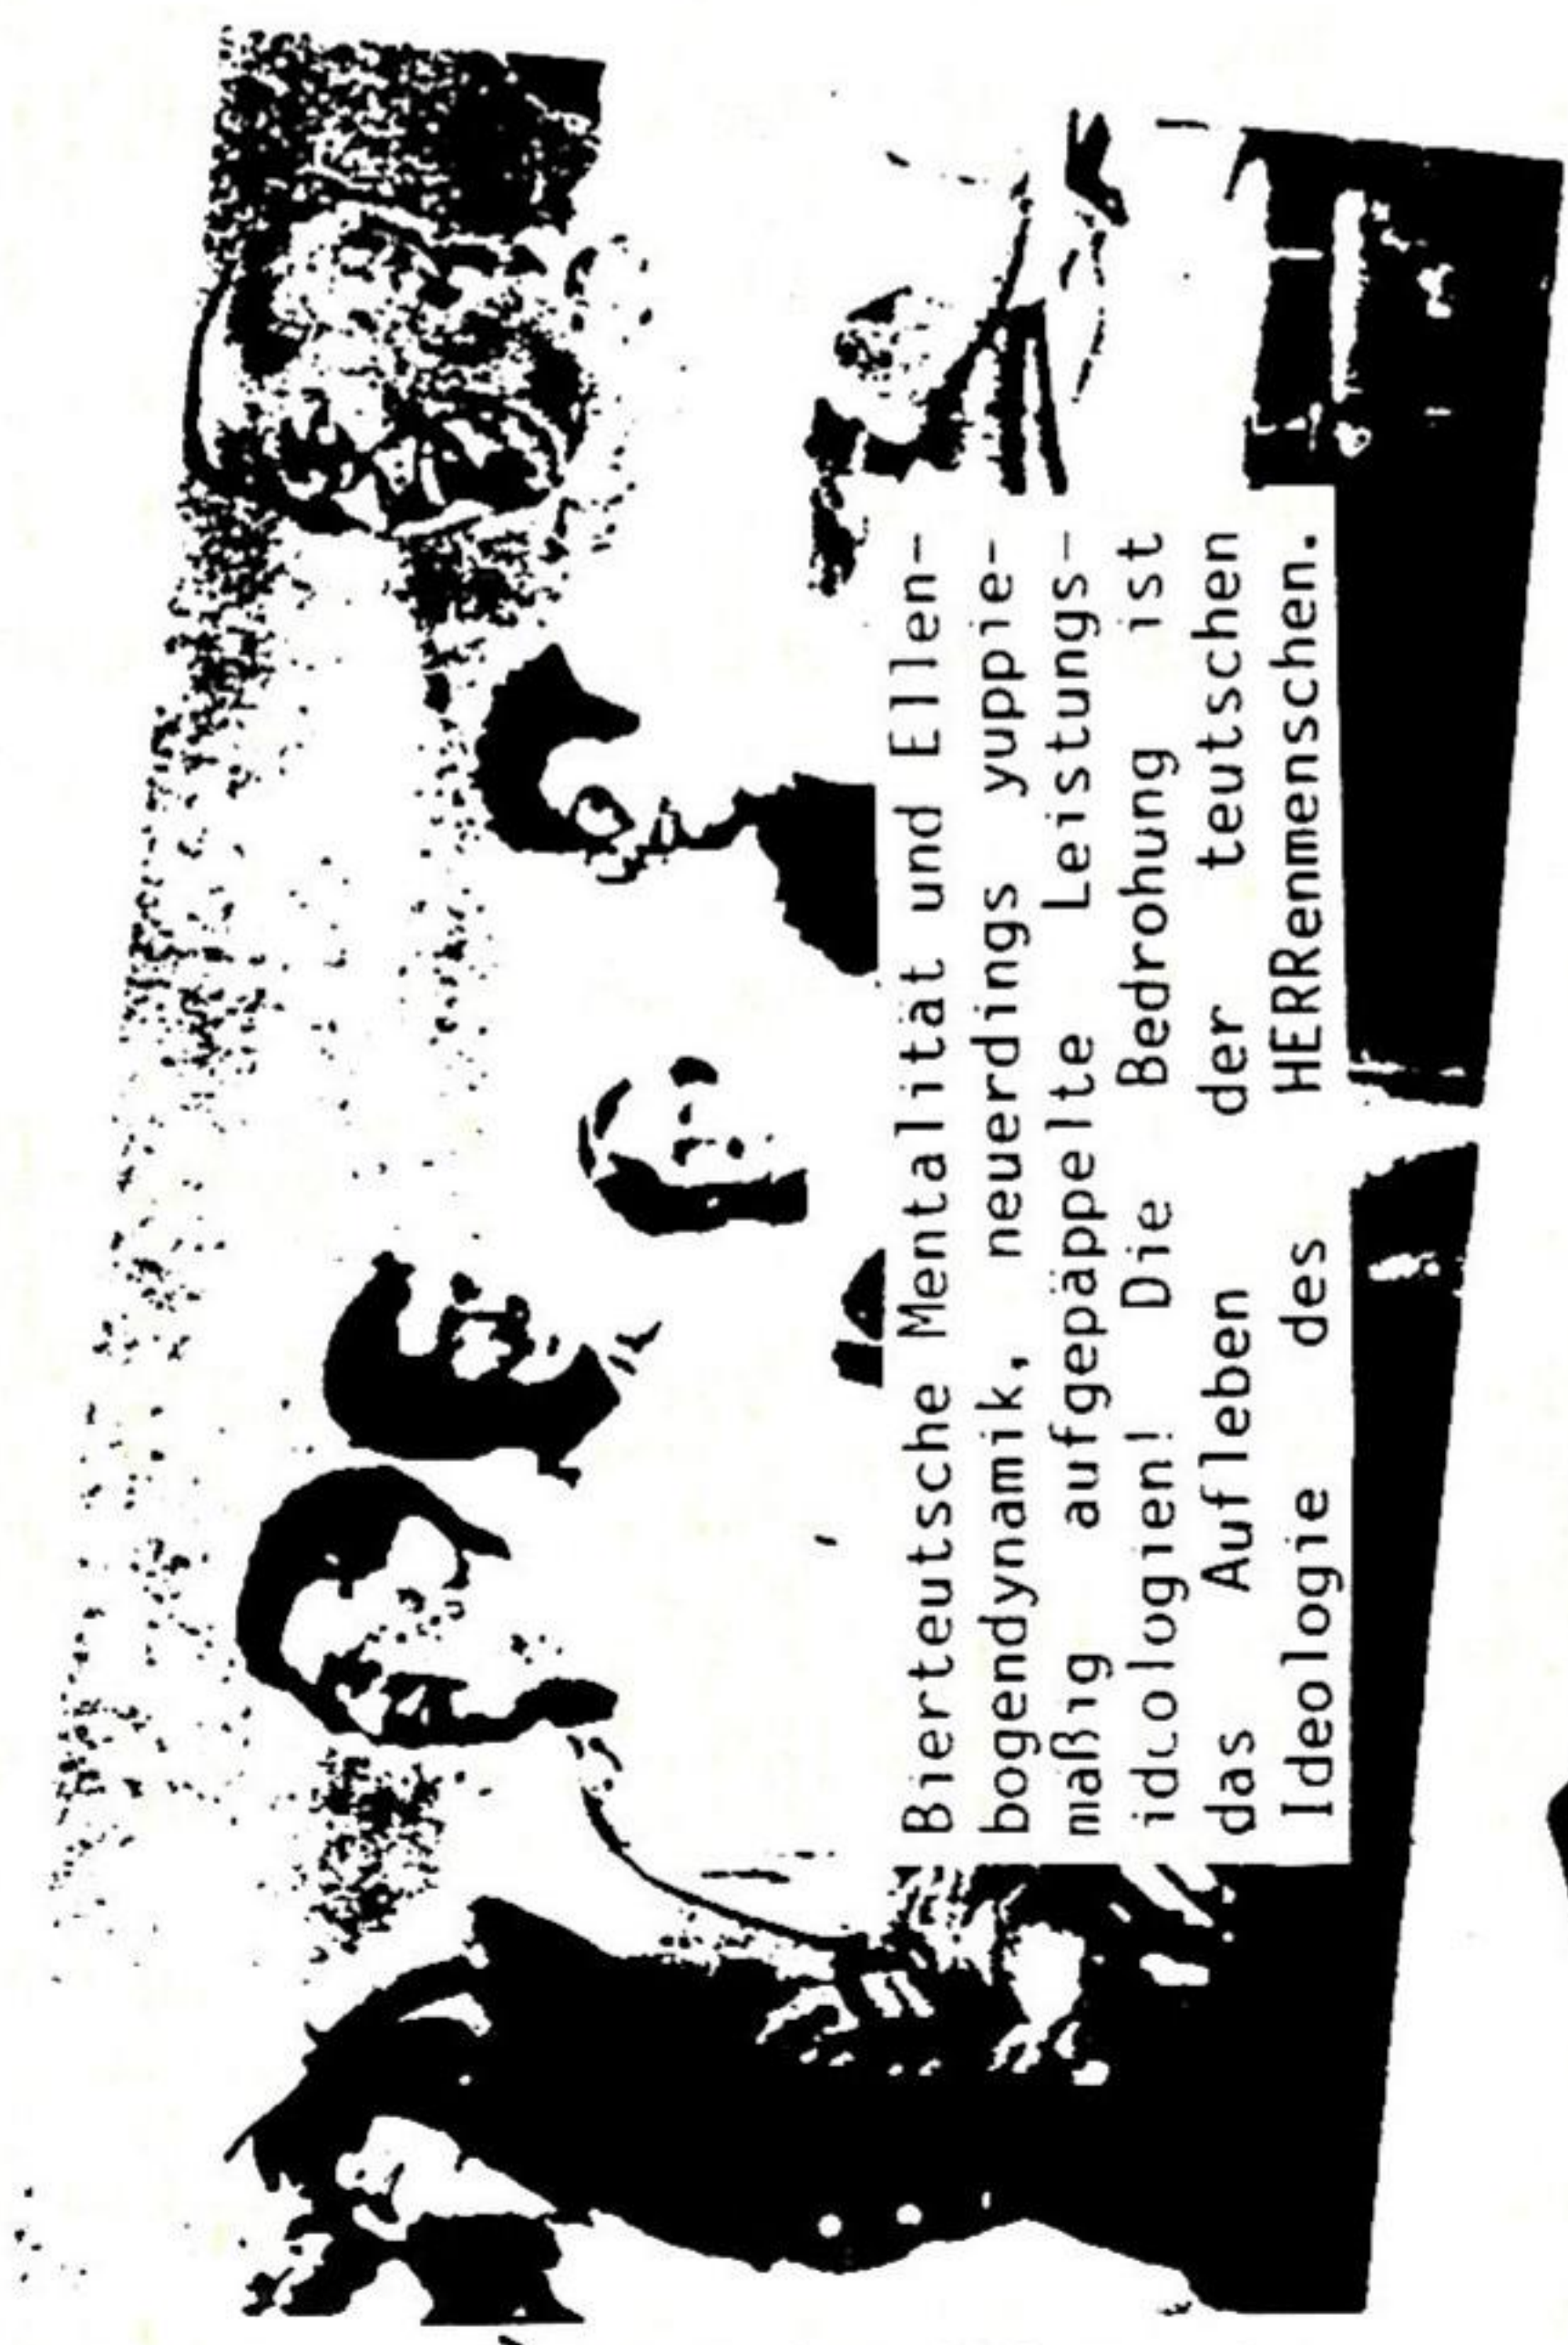 Bierteutsche Mentalität und Ellen-
bogendynamik, neuerdings yuppie-
mäßig aufgepäppelte Leistungs-
ideologien! Die Bedrohung ist
das Aufleben der teutschen
Ideologie des HERRenmenschen.